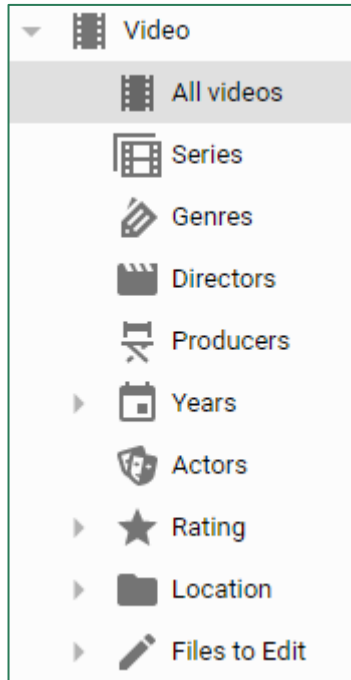 Video
All videos
Series
Genres
Directors
Producers
Years
Actors
Rating
Location
Files to Edit